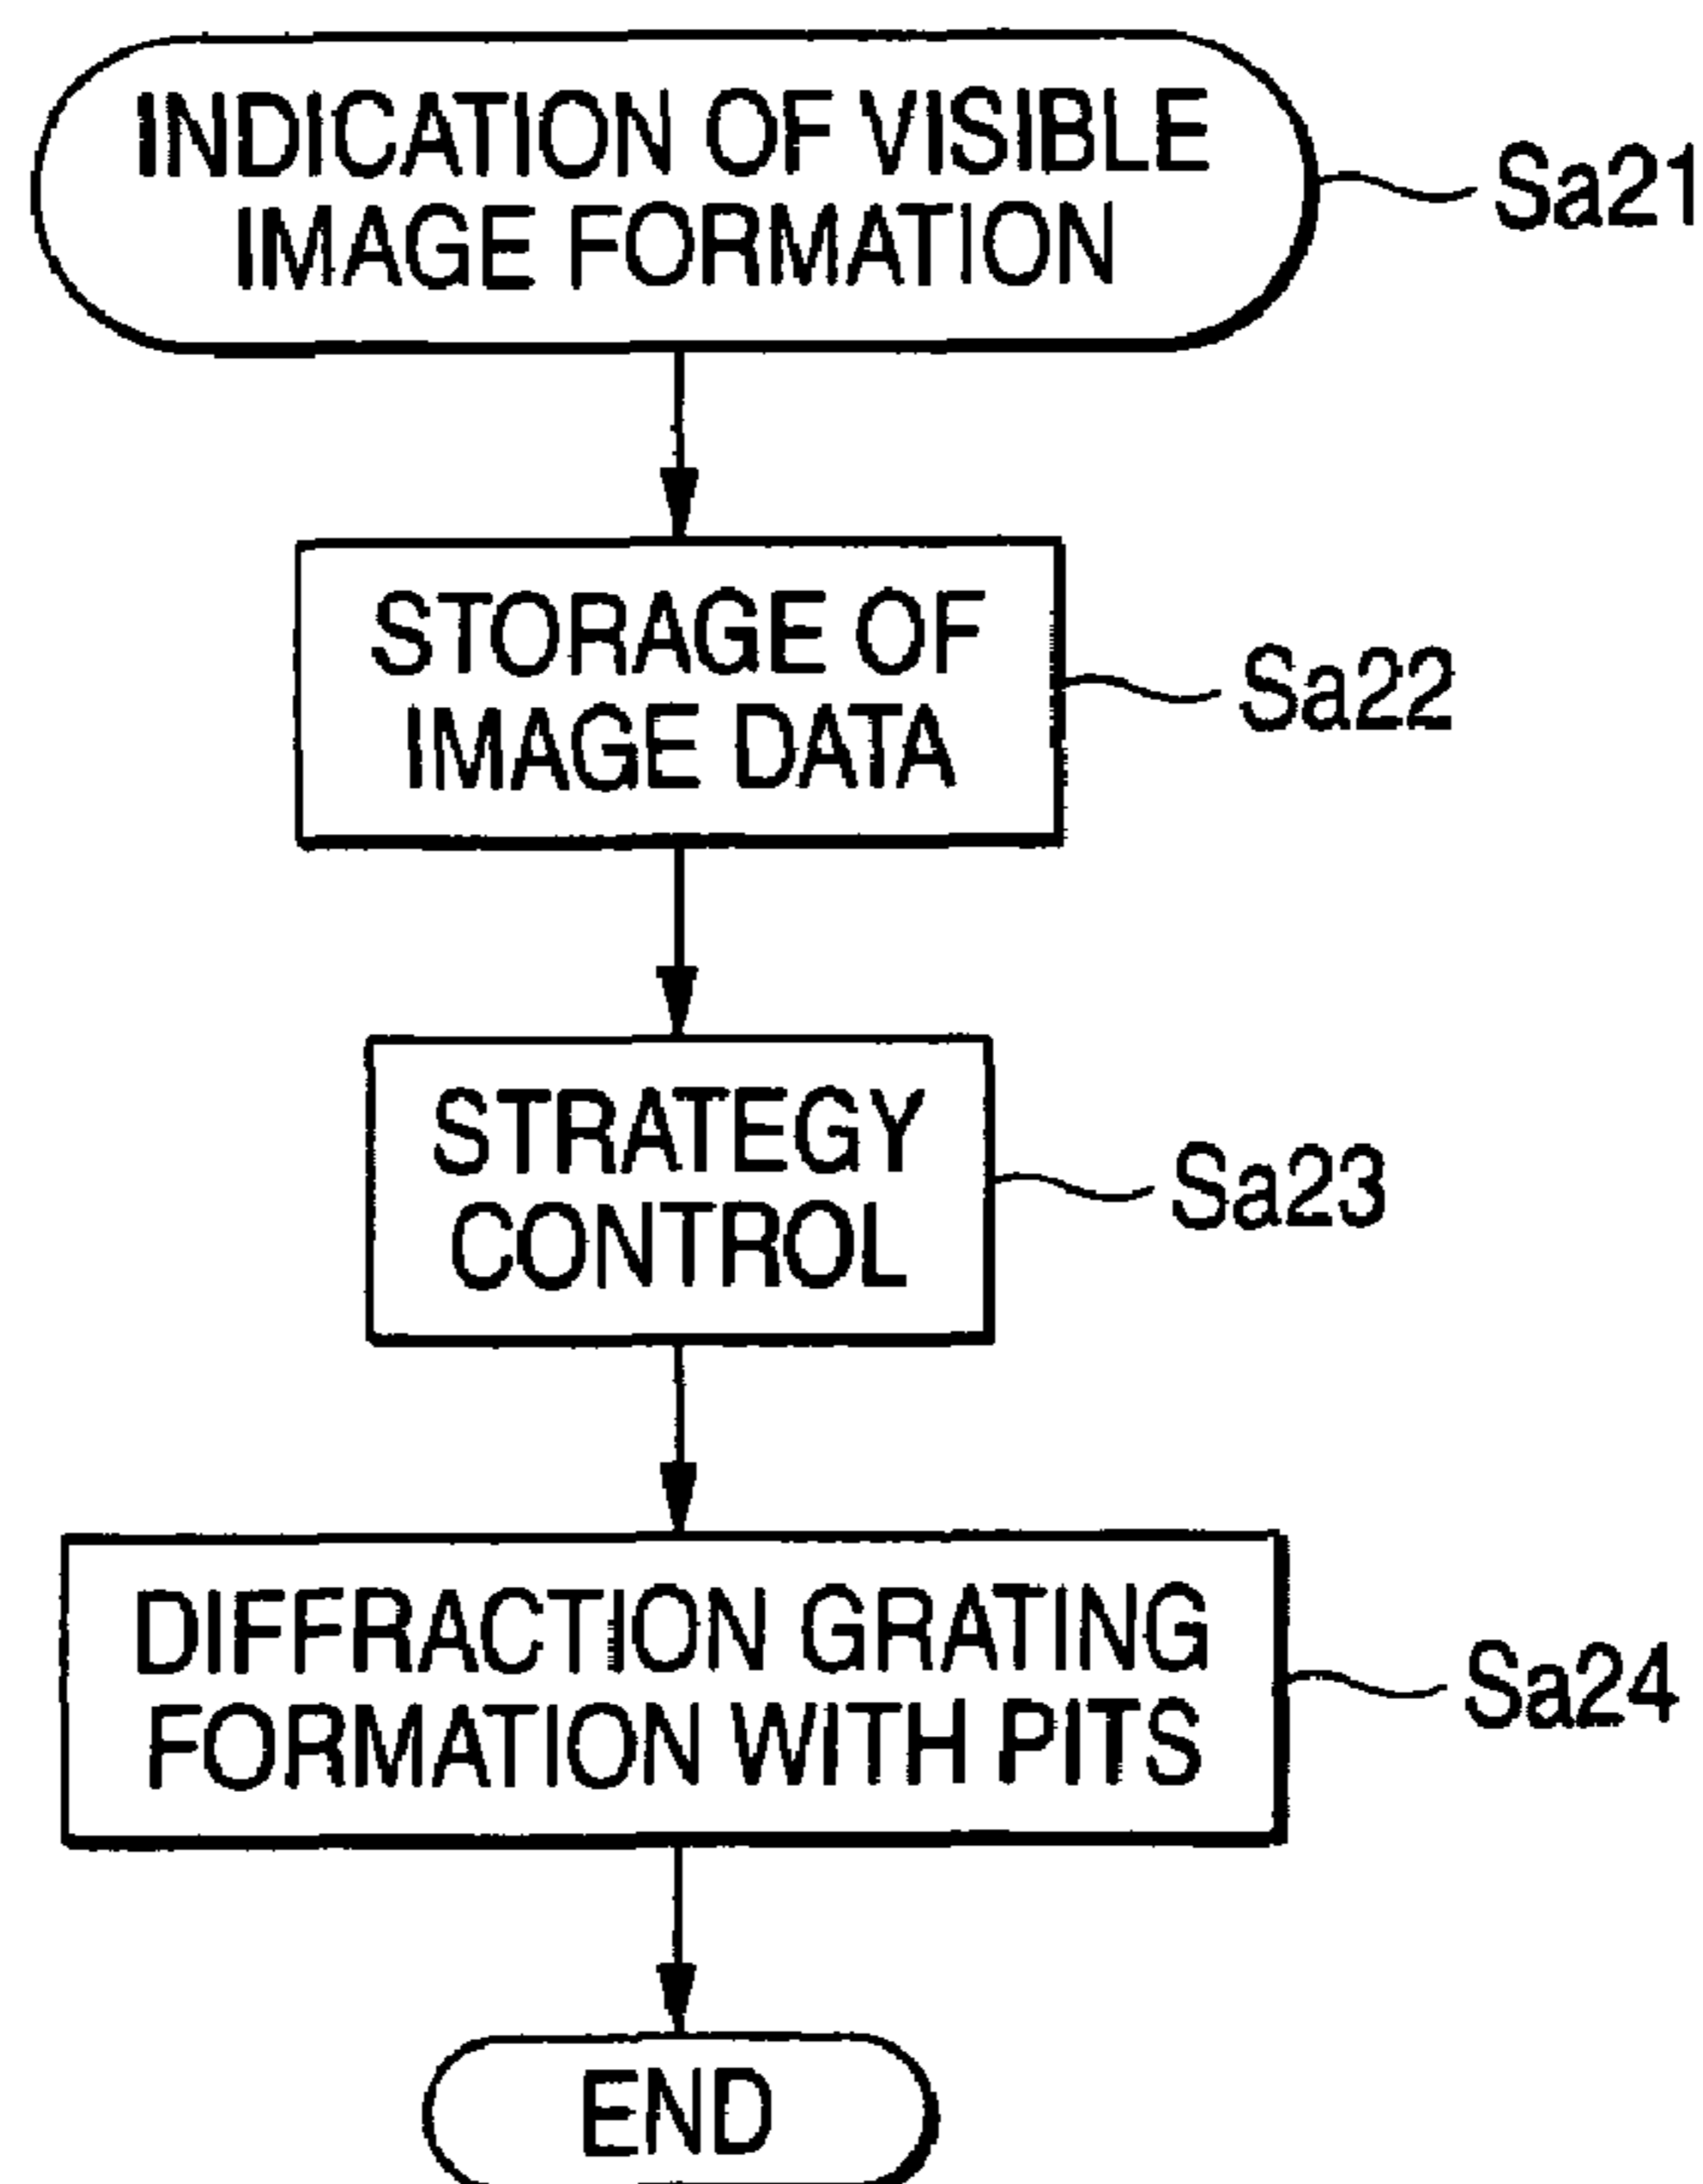 INDICATION OF VISIBLE
IMAGE FORMATION
Sa21
STORAGE OF
IMAGE DATA
Sa22
STRATEGY
CONTROL
Sa23
DIFFRACTION GRATING
FORMATION WITH PITS
Sa24
END